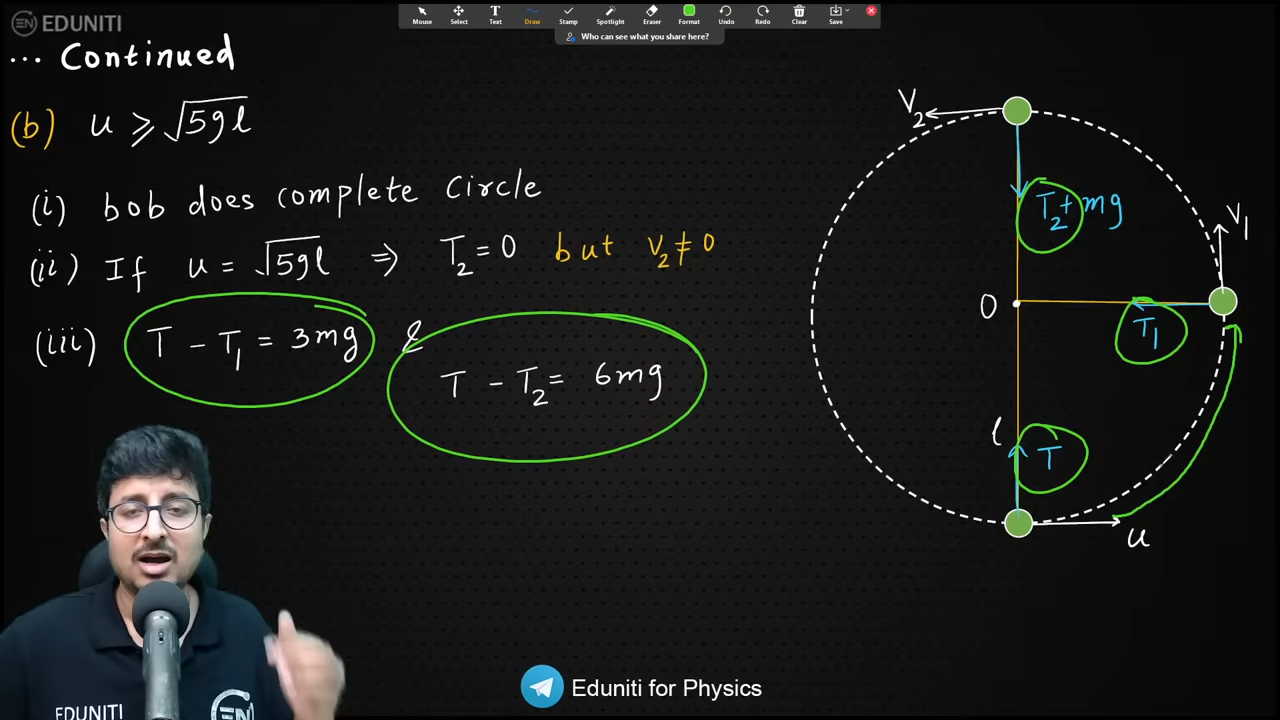 EDUNITI
Mouse Select Text Draw Stamp Spotlight Eraser Format Undo Redo Clear Save
Who can see what you share here?
... Continued
(b) u ⩾ √5gl
(i) bob does complete Circle
(ii) If u = √5gl ⇒ T₂ = 0 but V₂ ≠ 0
(iii) T - T₁ = 3mg
&
T - T₂ = 6mg
V₂
T₂ + mg
V₁
O
T₁
l
T
u
EDUNITI
EN
Eduniti for Physics